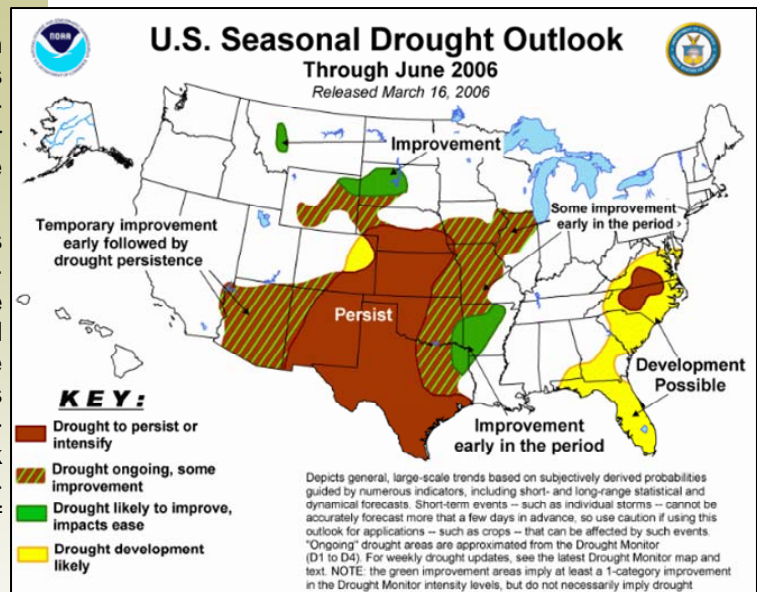 NOAA
U.S. Seasonal Drought Outlook
Through June 2006
Released March 16, 2006
Improvement
Temporary improvement
early followed by
drought persistence
Some improvement
early in the period
Persist
Development
Possible
Improvement
early in the period
KEY:
Drought to persist or
intensify
Drought ongoing, some
improvement
Drought likely to improve,
impacts ease
Drought development
likely
Depicts general, large-scale trends based on subjectively derived probabilities
guided by numerous indicators, including short- and long-range statistical and
dynamical forecasts. Short-term events -- such as individual storms -- cannot be
accurately forecast more that a few days in advance, so use caution if using this
outlook for applications -- such as crops -- that can be affected by such events.
"Ongoing" drought areas are approximated from the Drought Monitor
(D1 to D4). For weekly drought updates, see the latest Drought Monitor map and
text. NOTE: the green improvement areas imply at least a 1-category improvement
in the Drought Monitor intensity levels, but do not necessarily imply drought